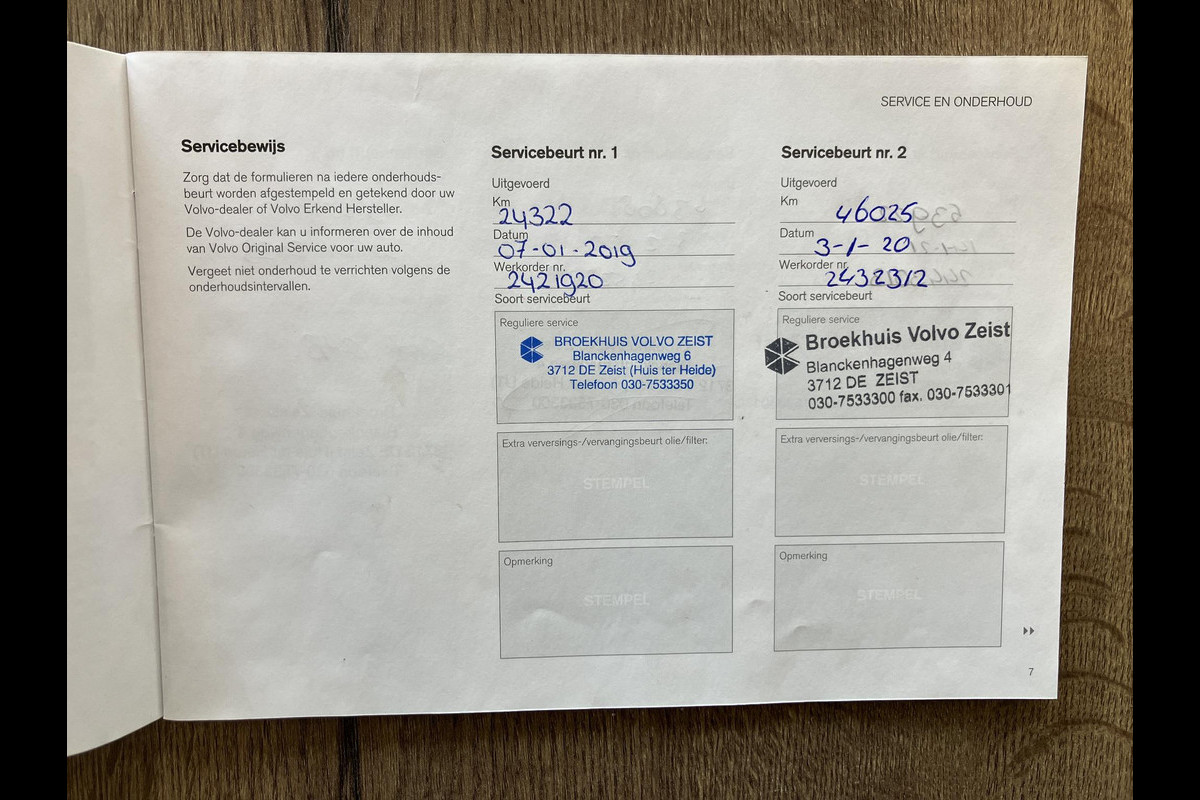 SERVICE EN ONDERHOUD
Servicebewijs
Zorg dat de formulieren na iedere onderhouds-
beurt worden afgestempeld en getekend door uw
Volvo-dealer of Volvo Erkend Hersteller.
De Volvo-dealer kan u informeren over de inhoud
van Volvo Original Service voor uw auto.
Vergeet niet onderhoud te verrichten volgens de
onderhoudsintervallen.
Servicebeurt nr. 1
Uitgevoerd
Km
24322
Datum
07-01-2019
Werkorder nr.
2421920
Soort servicebeurt
Reguliere service
BROEKHUIS VOLVO ZEIST
Blanckenhagenweg 6
3712 DE Zeist (Huis ter Heide)
Telefoon 030-7533350
Extra verversings-/vervangingsbeurt olie/filter:
STEMPEL
Opmerking
STEMPEL
Servicebeurt nr. 2
Uitgevoerd
Km
46025
Datum
3-1-20
Werkorder nr.
2432312
Soort servicebeurt
Reguliere service
Broekhuis Volvo Zeist
Blanckenhagenweg 4
3712 DE ZEIST
030-7533300 fax. 030-7533301
Extra verversings-/vervangingsbeurt olie/filter:
STEMPEL
Opmerking
STEMPEL
7